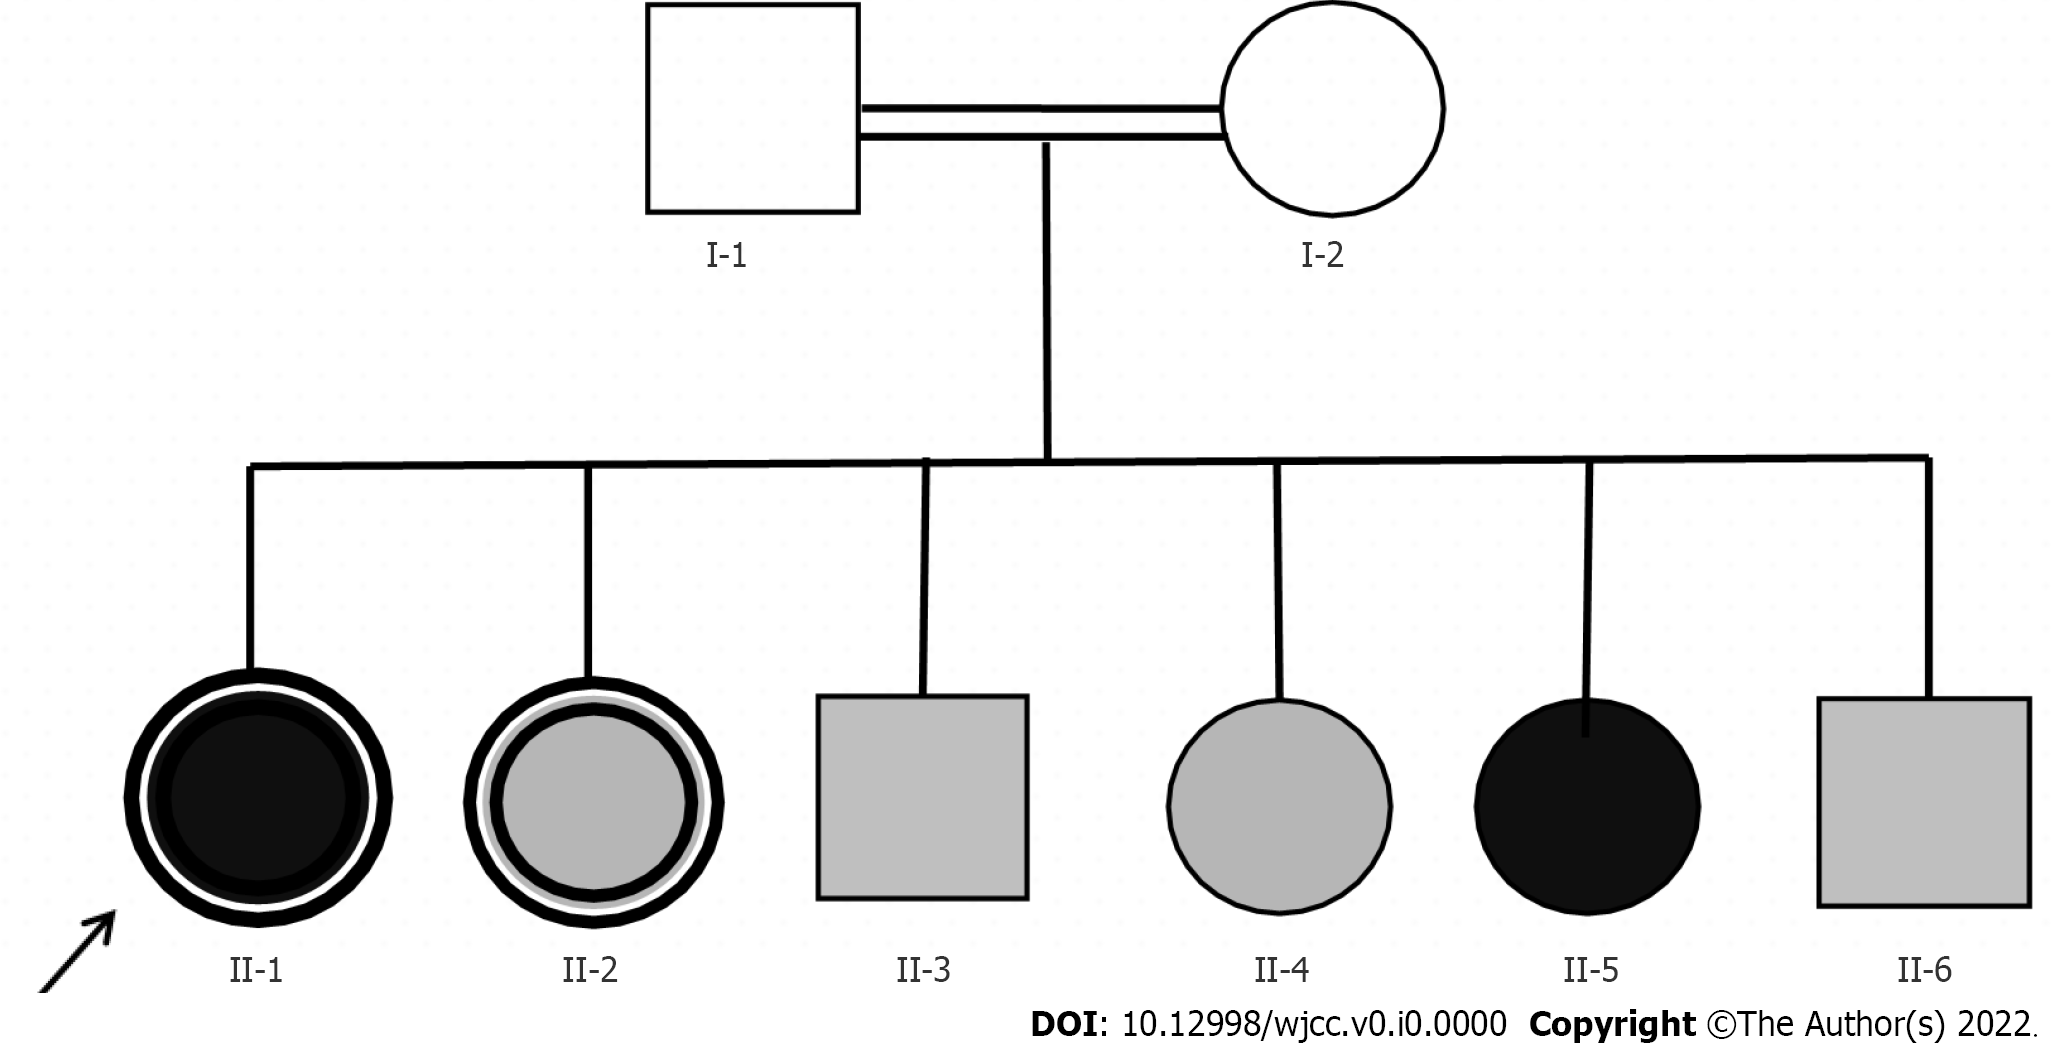 I-1 I-2
II-1 II-2 II-3 II-4 II-5 II-6
DOI: 10.12998/wjcc.v0.i0.0000 Copyright ©The Author(s) 2022.